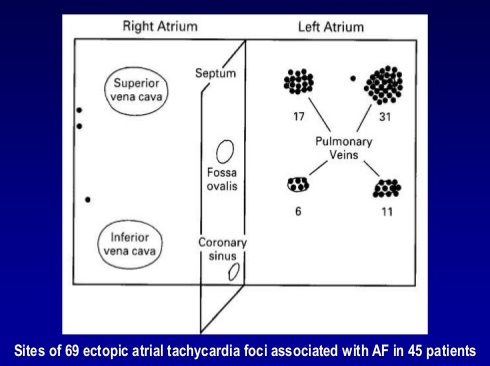 Right Atrium
Left Atrium
Septum
Superior
vena cava
17
31
Pulmonary
Veins
Fossa
ovalis
6
11
Inferior
vena cava
Coronary
sinus
Sites of 69 ectopic atrial tachycardia foci associated with AF in 45 patients